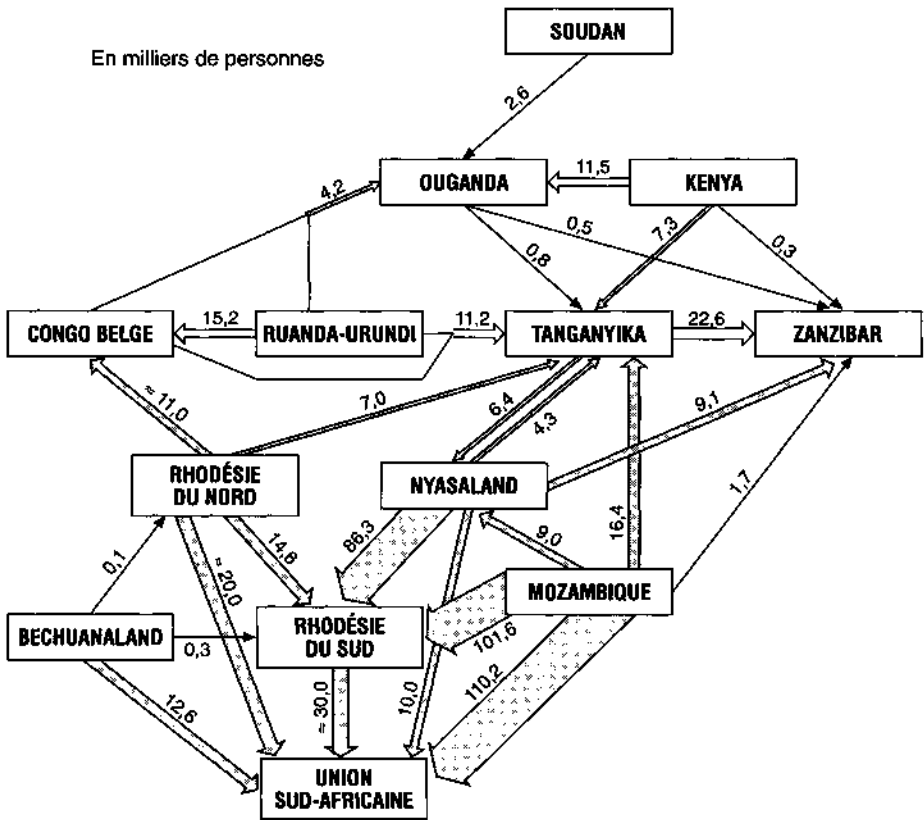 SOUDAN
En milliers de personnes
2,6
OUGANDA
11,5
KENYA
4,2
0,5
7,3
0,8
0,3
CONGO BELGE
15,2
RUANDA-URUNDI
11,2
TANGANYIKA
22,6
ZANZIBAR
≈ 11,0
7,0
6,4
4,3
9,1
RHODÉSIE
DU NORD
NYASALAND
1,7
0,1
14,8
86,3
9,0
16,4
≈ 20,0
MOZAMBIQUE
BECHUANALAND
0,3
RHODÉSIE
DU SUD
101,6
12,6
≈ 30,0
10,0
110,2
UNION
SUD-AFRICAINE